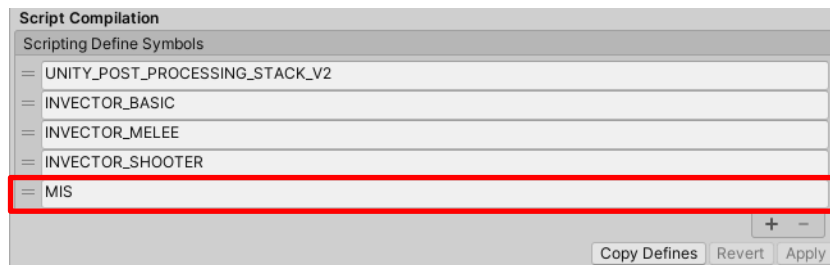 Script Compilation
Scripting Define Symbols
UNITY_POST_PROCESSING_STACK_V2
INVECTOR_BASIC
INVECTOR_MELEE
INVECTOR_SHOOTER
MIS
+ −
Copy Defines Revert Apply